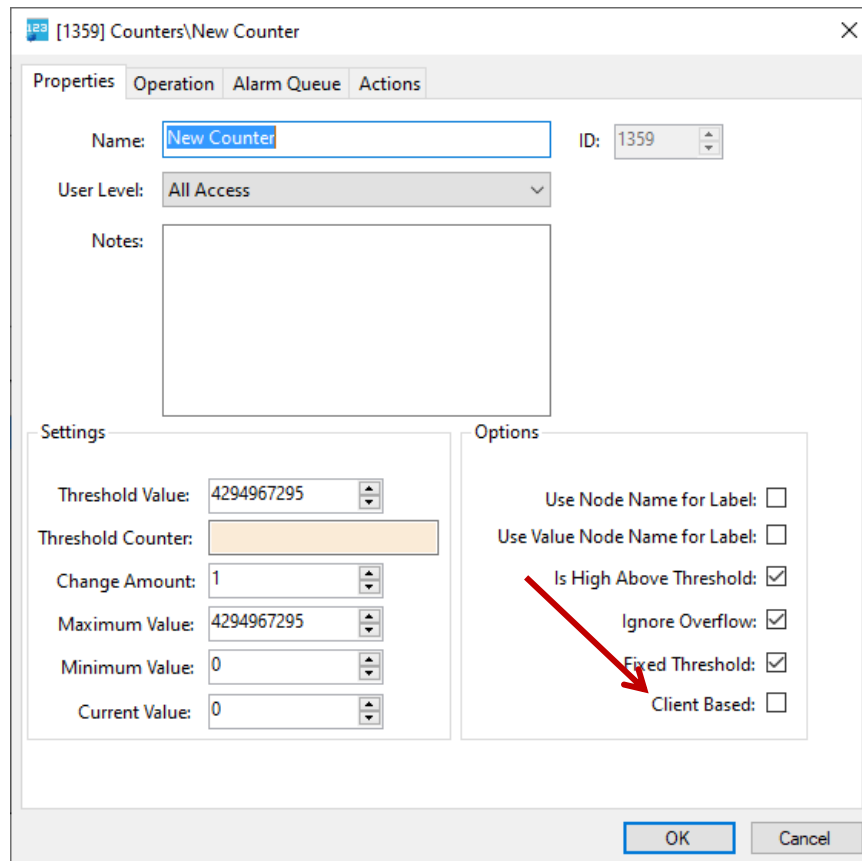 [1359] Counters\New Counter
Properties Operation Alarm Queue Actions
Name: New Counter ID: 1359
User Level: All Access
Notes:
Settings
Threshold Value: 4294967295
Threshold Counter:
Change Amount: 1
Maximum Value: 4294967295
Minimum Value: 0
Current Value: 0
Options
Use Node Name for Label:
Use Value Node Name for Label:
Is High Above Threshold:
Ignore Overflow:
Fixed Threshold:
Client Based:
OK Cancel